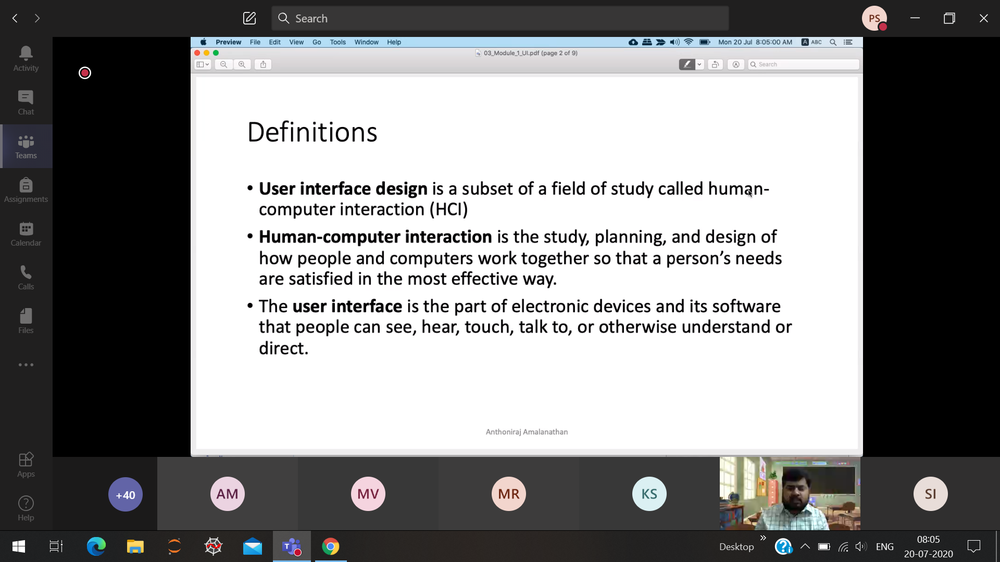 Search
PS
Activity
Chat
Teams
Assignments
Calendar
Calls
Files
Apps
Help
Preview File Edit View Go Tools Window Help
Mon 20 Jul 8:05:00 AM A ABC
03_Module_1_UI.pdf (page 2 of 9)
Search
Definitions
• User interface design is a subset of a field of study called human-
computer interaction (HCI)
• Human-computer interaction is the study, planning, and design of
how people and computers work together so that a person's needs
are satisfied in the most effective way.
• The user interface is the part of electronic devices and its software
that people can see, hear, touch, talk to, or otherwise understand or
direct.
Anthoniraj Amalanathan
+40 AM MV MR KS SI
Desktop
ENG
08:05
20-07-2020